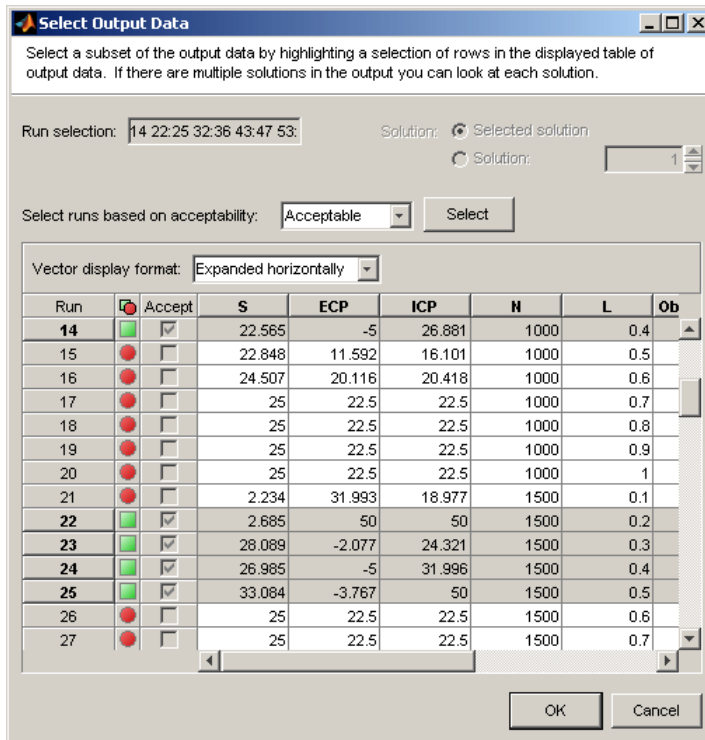 Select Output Data
Select a subset of the output data by highlighting a selection of rows in the displayed table of
output data. If there are multiple solutions in the output you can look at each solution.
Run selection: 14 22:25 32:36 43:47 53: Solution: Selected solution
Solution: 1
Select runs based on acceptability: Acceptable Select
Vector display format: Expanded horizontally
Run Accept S ECP ICP N L Ob
14 22.565 -5 26.881 1000 0.4
15 22.848 11.592 16.101 1000 0.5
16 24.507 20.116 20.418 1000 0.6
17 25 22.5 22.5 1000 0.7
18 25 22.5 22.5 1000 0.8
19 25 22.5 22.5 1000 0.9
20 25 22.5 22.5 1000 1
21 2.234 31.993 18.977 1500 0.1
22 2.685 50 50 1500 0.2
23 28.089 -2.077 24.321 1500 0.3
24 26.985 -5 31.996 1500 0.4
25 33.084 -3.767 50 1500 0.5
26 25 22.5 22.5 1500 0.6
27 25 22.5 22.5 1500 0.7
OK Cancel